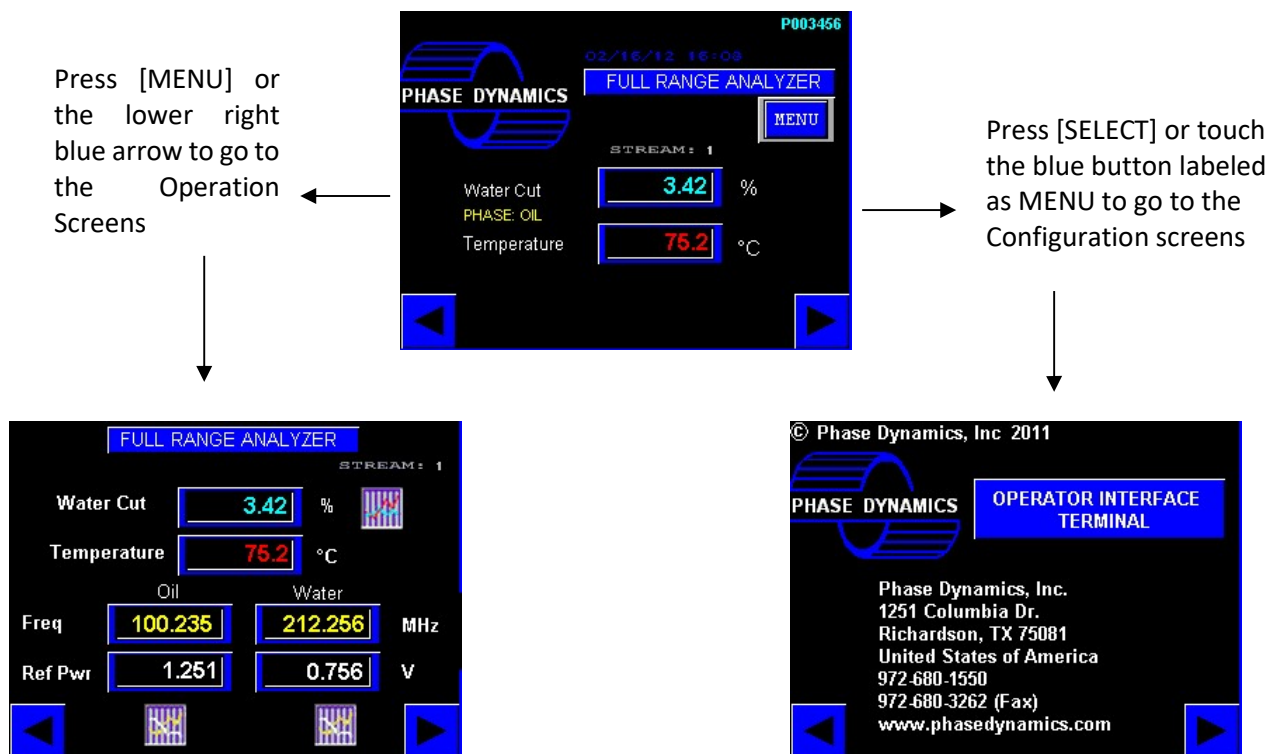 P003456
02/16/12 16:08
PHASE DYNAMICS
FULL RANGE ANALYZER
MENU
STREAM: 1
Water Cut 3.42 %
PHASE: OIL
Temperature 75.2 °C
Press [MENU] or
the lower right
blue arrow to go to
the Operation
Screens
Press [SELECT] or touch
the blue button labeled
as MENU to go to the
Configuration screens
FULL RANGE ANALYZER
STREAM: 1
Water Cut 3.42 %
Temperature 75.2 °C
Oil Water
Freq 100.235 212.256 MHz
Ref Pwr 1.251 0.756 V
© Phase Dynamics, Inc 2011
PHASE DYNAMICS
OPERATOR INTERFACE
TERMINAL
Phase Dynamics, Inc.
1251 Columbia Dr.
Richardson, TX 75081
United States of America
972-680-1550
972-680-3262 (Fax)
www.phasedynamics.com